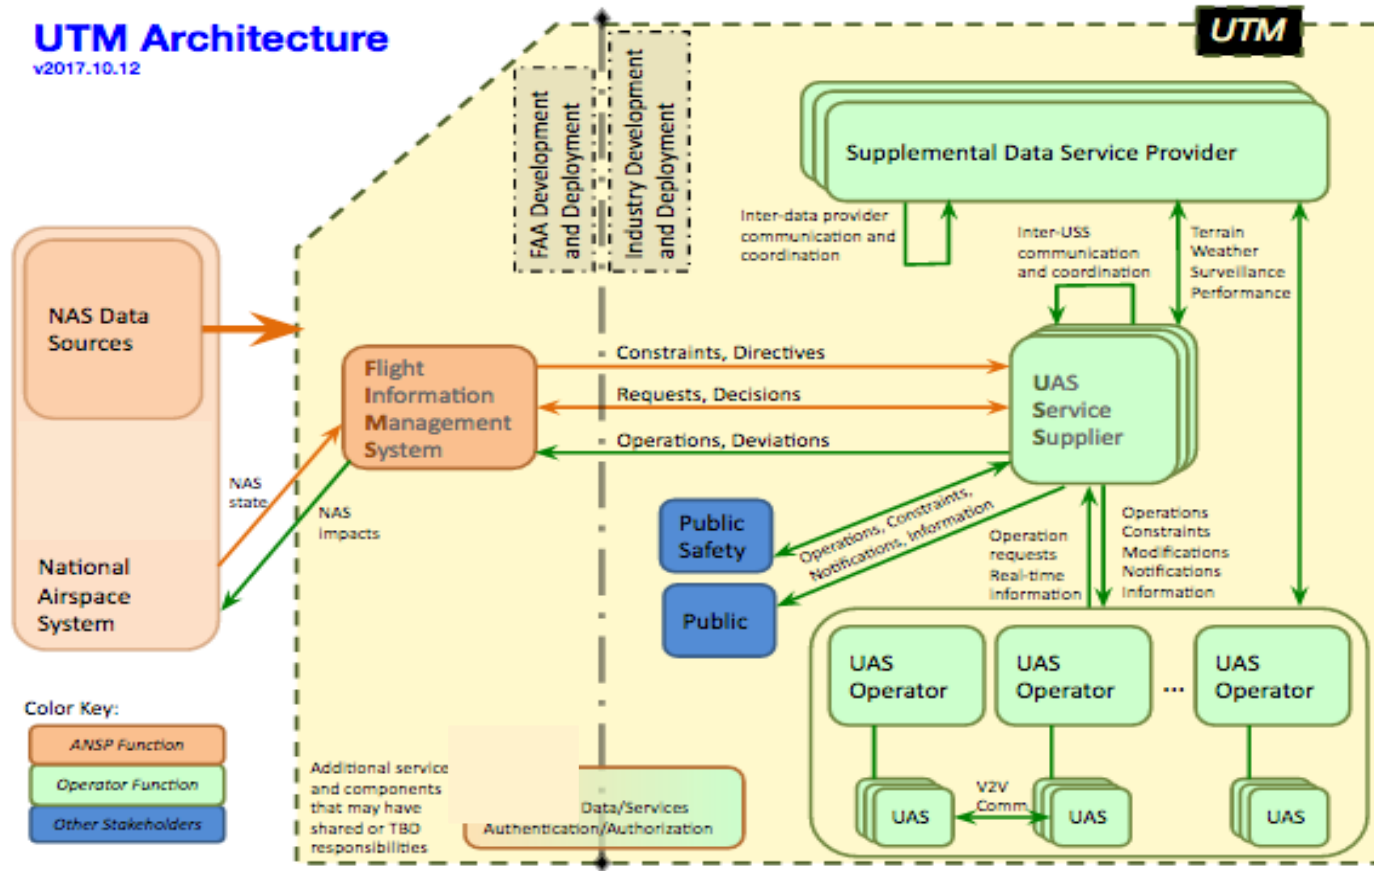 UTM Architecture
v2017.10.12
UTM
FAA Development
and Deployment
Industry Development
and Deployment
Supplemental Data Service Provider
Inter-data provider
communication and
coordination
Inter-USS
communication
and coordination
Terrain
Weather
Surveillance
Performance
NAS Data
Sources
Flight
Information
Management
System
Constraints, Directives
Requests, Decisions
Operations, Deviations
UAS
Service
Supplier
NAS
state
NAS
impacts
National
Airspace
System
Public
Safety
Public
Operations, Constraints,
Notifications, Information
Operation
requests
Real-time
information
Operations
Constraints
Modifications
Notifications
Information
UAS
Operator
UAS
Operator
...
UAS
Operator
UAS
V2V
Comm.
UAS
UAS
Color Key:
ANSP Function
Operator Function
Other Stakeholders
Additional service
and components
that may have
shared or TBD
responsibilities
Data/Services
Authentication/Authorization